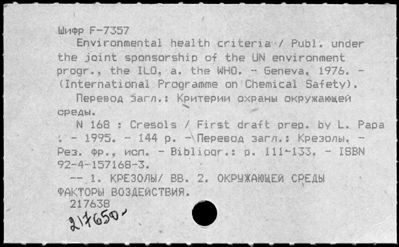 Шифр F-7357
Environmental health criteria / Publ. under
the joint sponsorship of the UN environment
progr., the ILO, a. the WHO. - Geneva, 1976. -
(International Programme on Chemical Safety).
Перевод загл.: Критерии охраны окружающей
среды.
N 168 : Cresols / First draft prep. by L. Papa
. - 1995. - 144 p. - Перевод загл.: Крезолы. -
Рез. фр., исп. - Bibliogr.: p. 111-133. - ISBN
92-4-157168-3.
-- 1. КРЕЗОЛЫ/ ВВ. 2. ОКРУЖАЮЩЕЙ СРЕДЫ
ФАКТОРЫ ВОЗДЕЙСТВИЯ.
217638
217650-